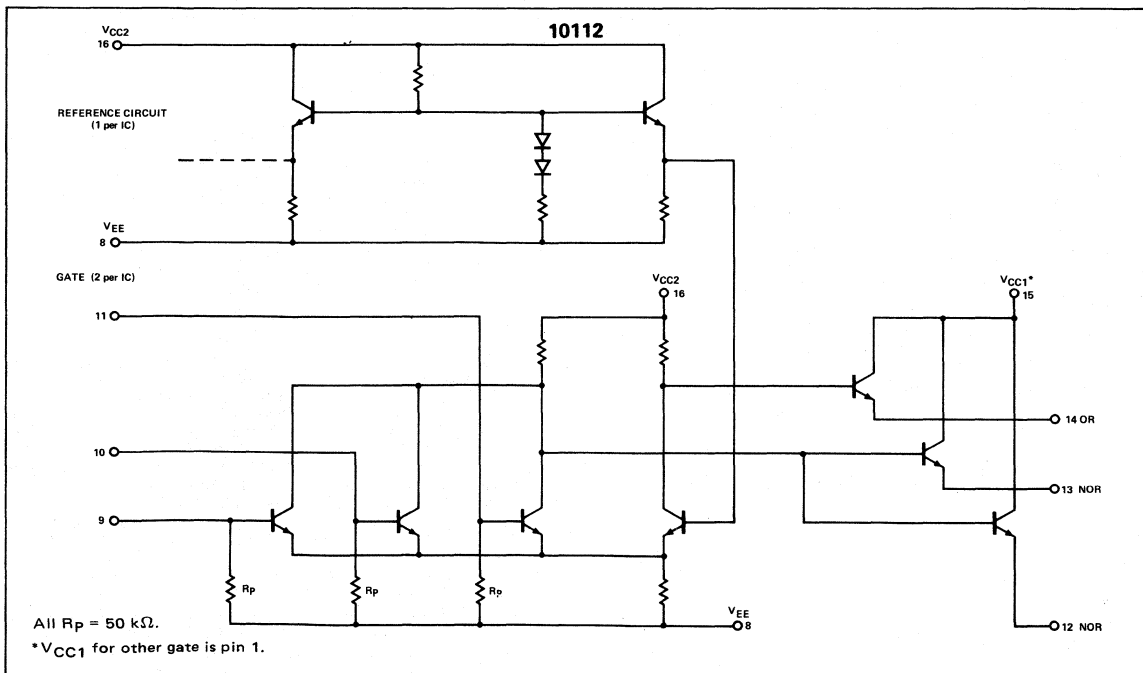 10112
VCC2
16
REFERENCE CIRCUIT
(1 per IC)
VEE
8
GATE (2 per IC)
VCC2
16
VCC1*
15
11
14 OR
10
13 NOR
9
RP
RP
RP
VEE
8
12 NOR
All RP = 50 kΩ.
*VCC1 for other gate is pin 1.